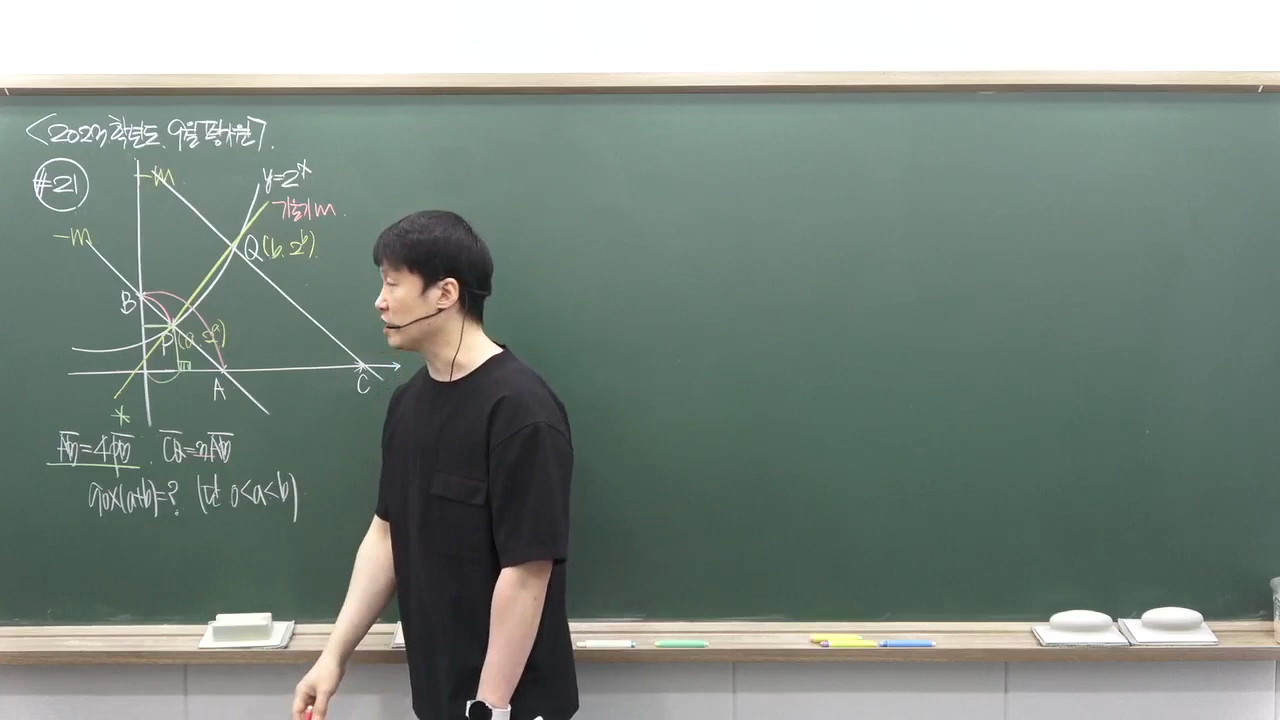 <2023학년도 9월 평가원>
#21
-m
y=2^x
기울기 m.
-m
Q(b, 2^b).
B
P(a, 2^a)
A
C
AB=4PB. CQ=3AB
90×(a+b)=? (단 0<a<b)